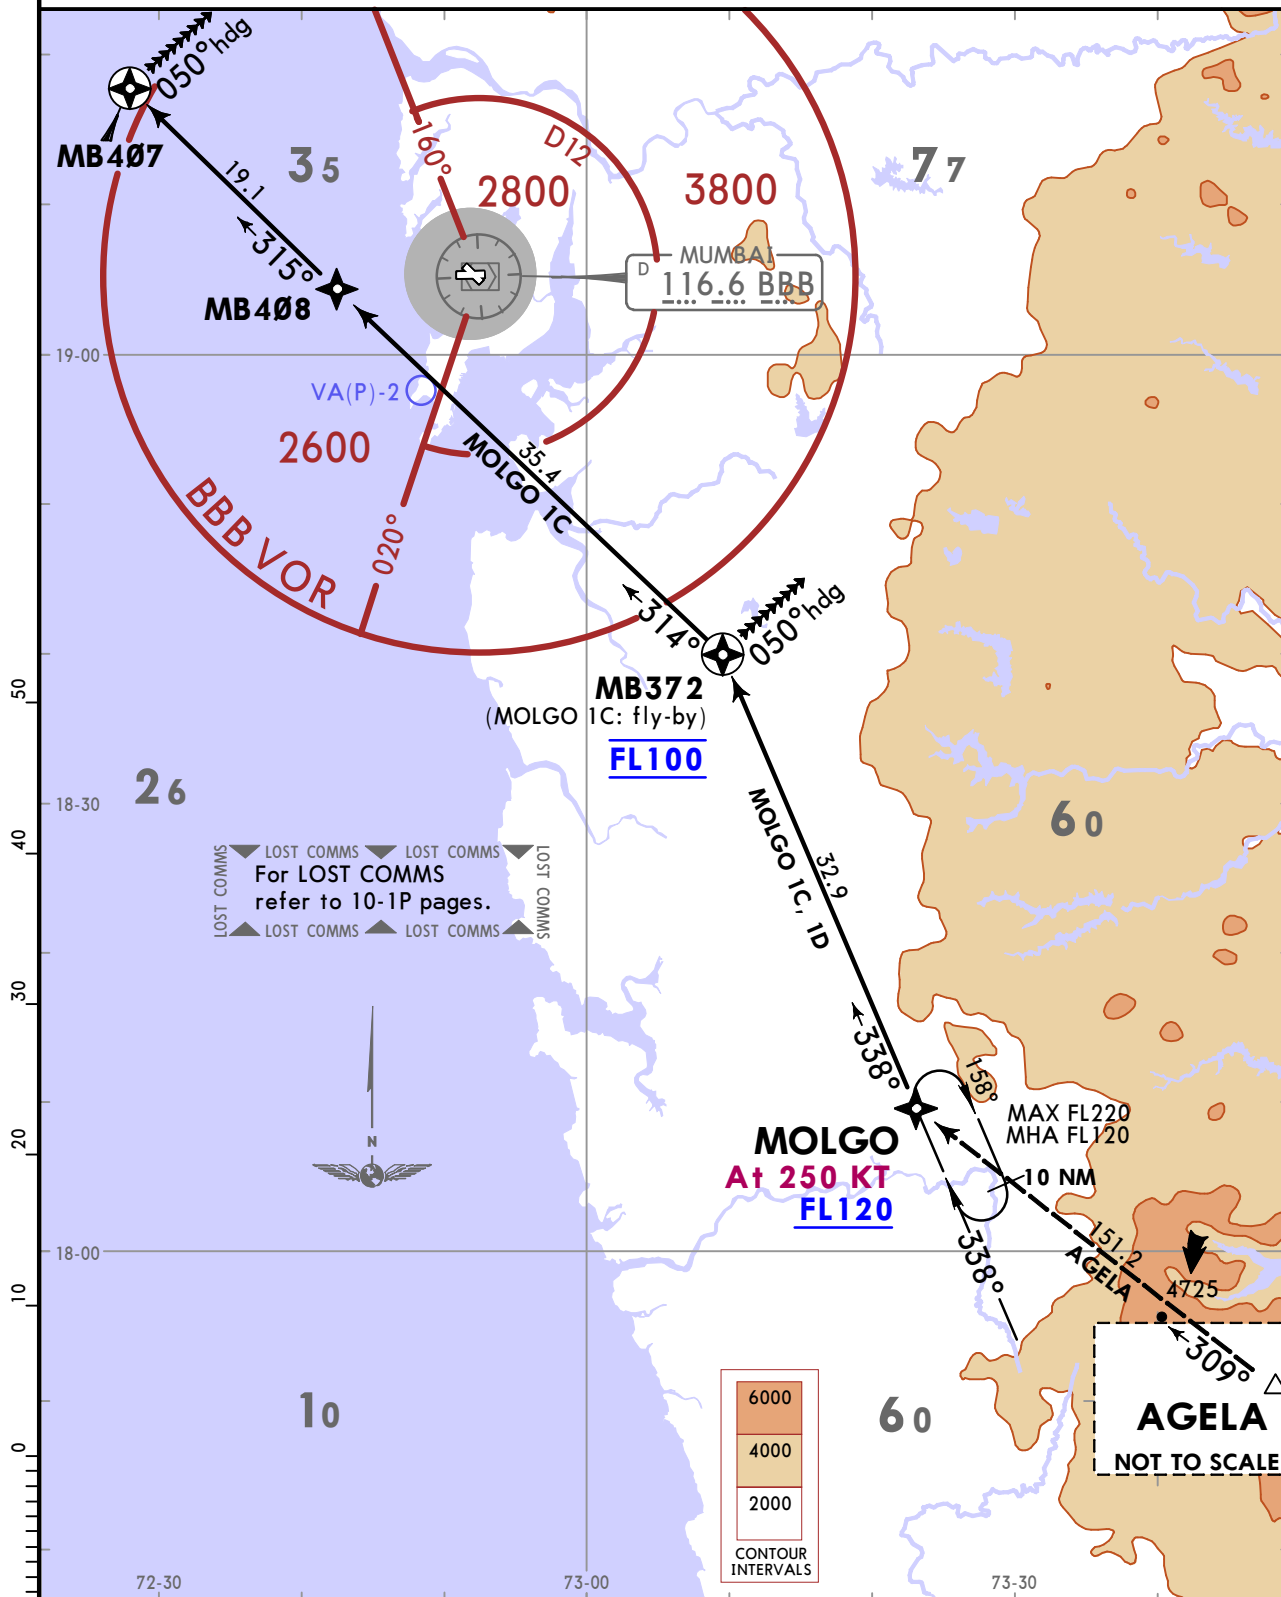 050°hdg
MB4Ø7
35
160°
D12
2800
3800
77
19.1
315°
MB4Ø8
MUMBAI
D
116.6 BBB
19-00
VA(P)-2
2600
MOLGO 1C
35.4
BBB VOR
020°
314°
050°hdg
MB372
(MOLGO 1C: fly-by)
FL100
50
26
18-30
60
MOLGO 1C, 1D
32.9
40
LOST COMMS
LOST COMMS
LOST COMMS
LOST COMMS
For LOST COMMS
refer to 10-1P pages.
LOST COMMS
LOST COMMS
30
338°
158°
MAX FL220
MHA FL120
N
20
MOLGO
At 250 KT
FL120
10 NM
338°
18-00
151.2
AGELA
4725
10
309°
AGELA
NOT TO SCALE
10
60
6000
4000
2000
CONTOUR
INTERVALS
0
72-30
73-00
73-30